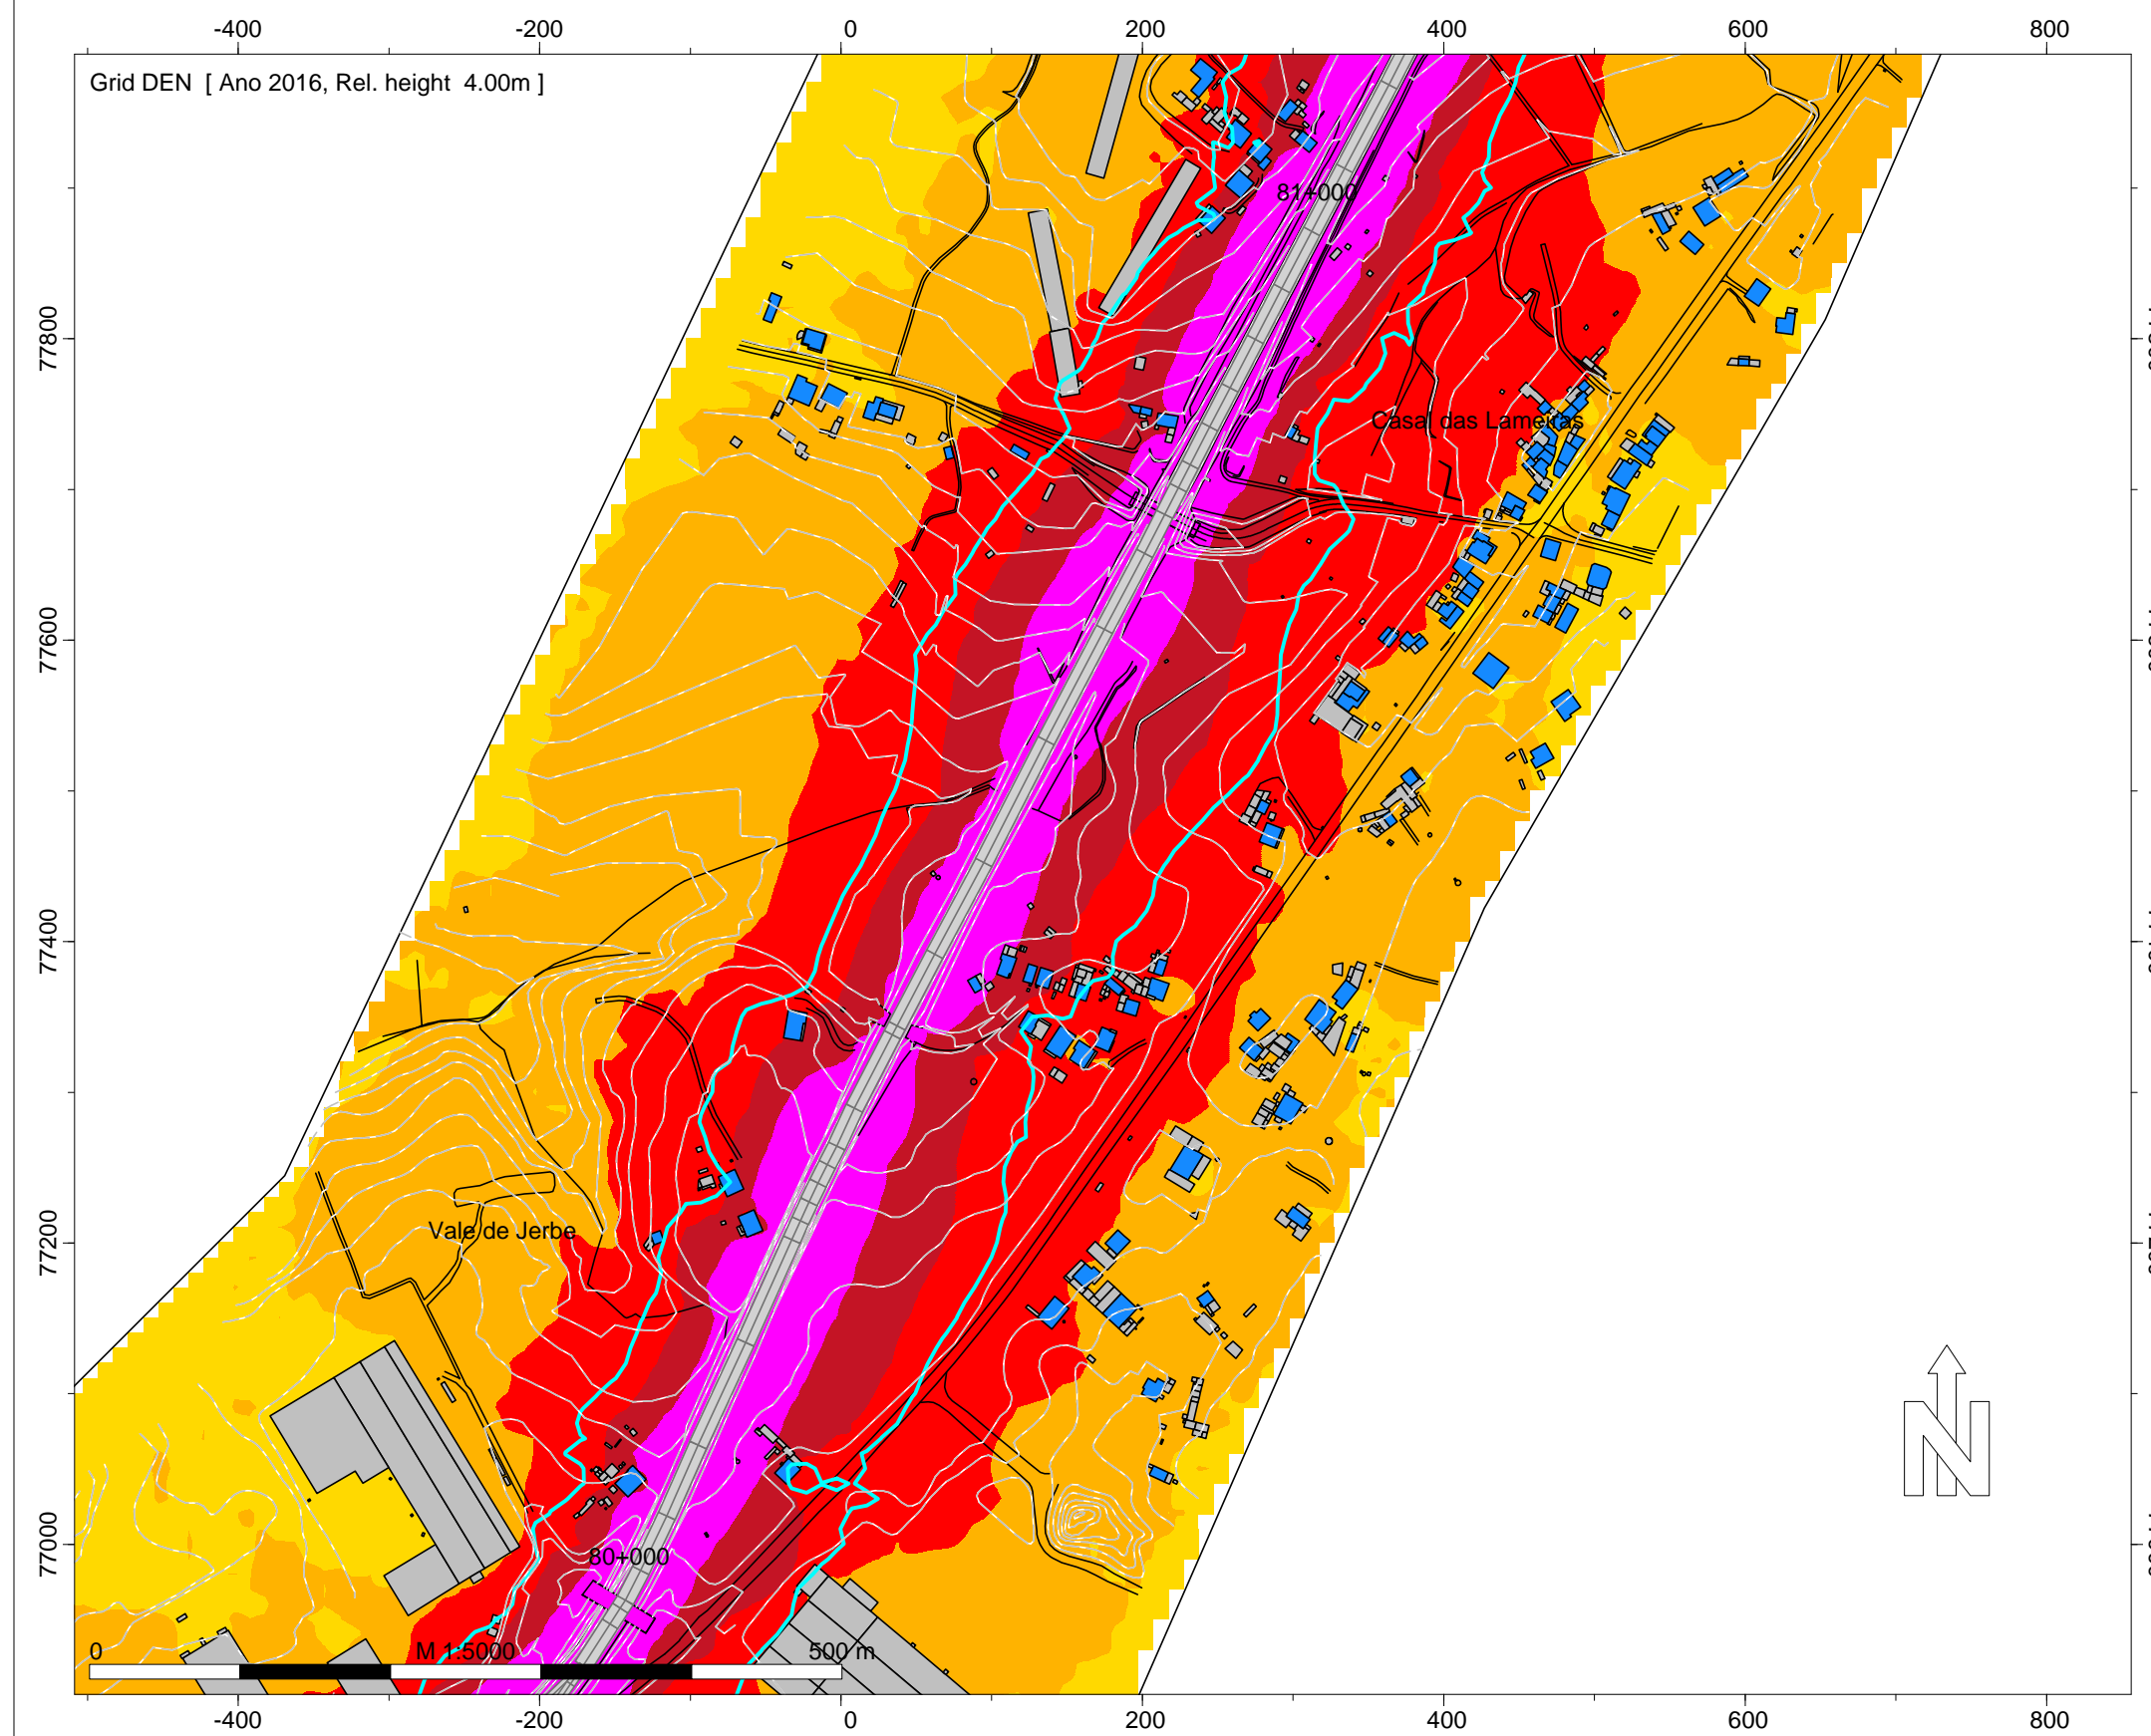 -400 -200 0 200 400 600 800
Grid DEN [ Ano 2016, Rel. height 4.00m ]
81+000
77800
Casal das Lameiras
77600
77400
77200
Vale de Jerbe
77000
80+000
0 M 1:5000 500 m
N
-400 -200 0 200 400 600 800